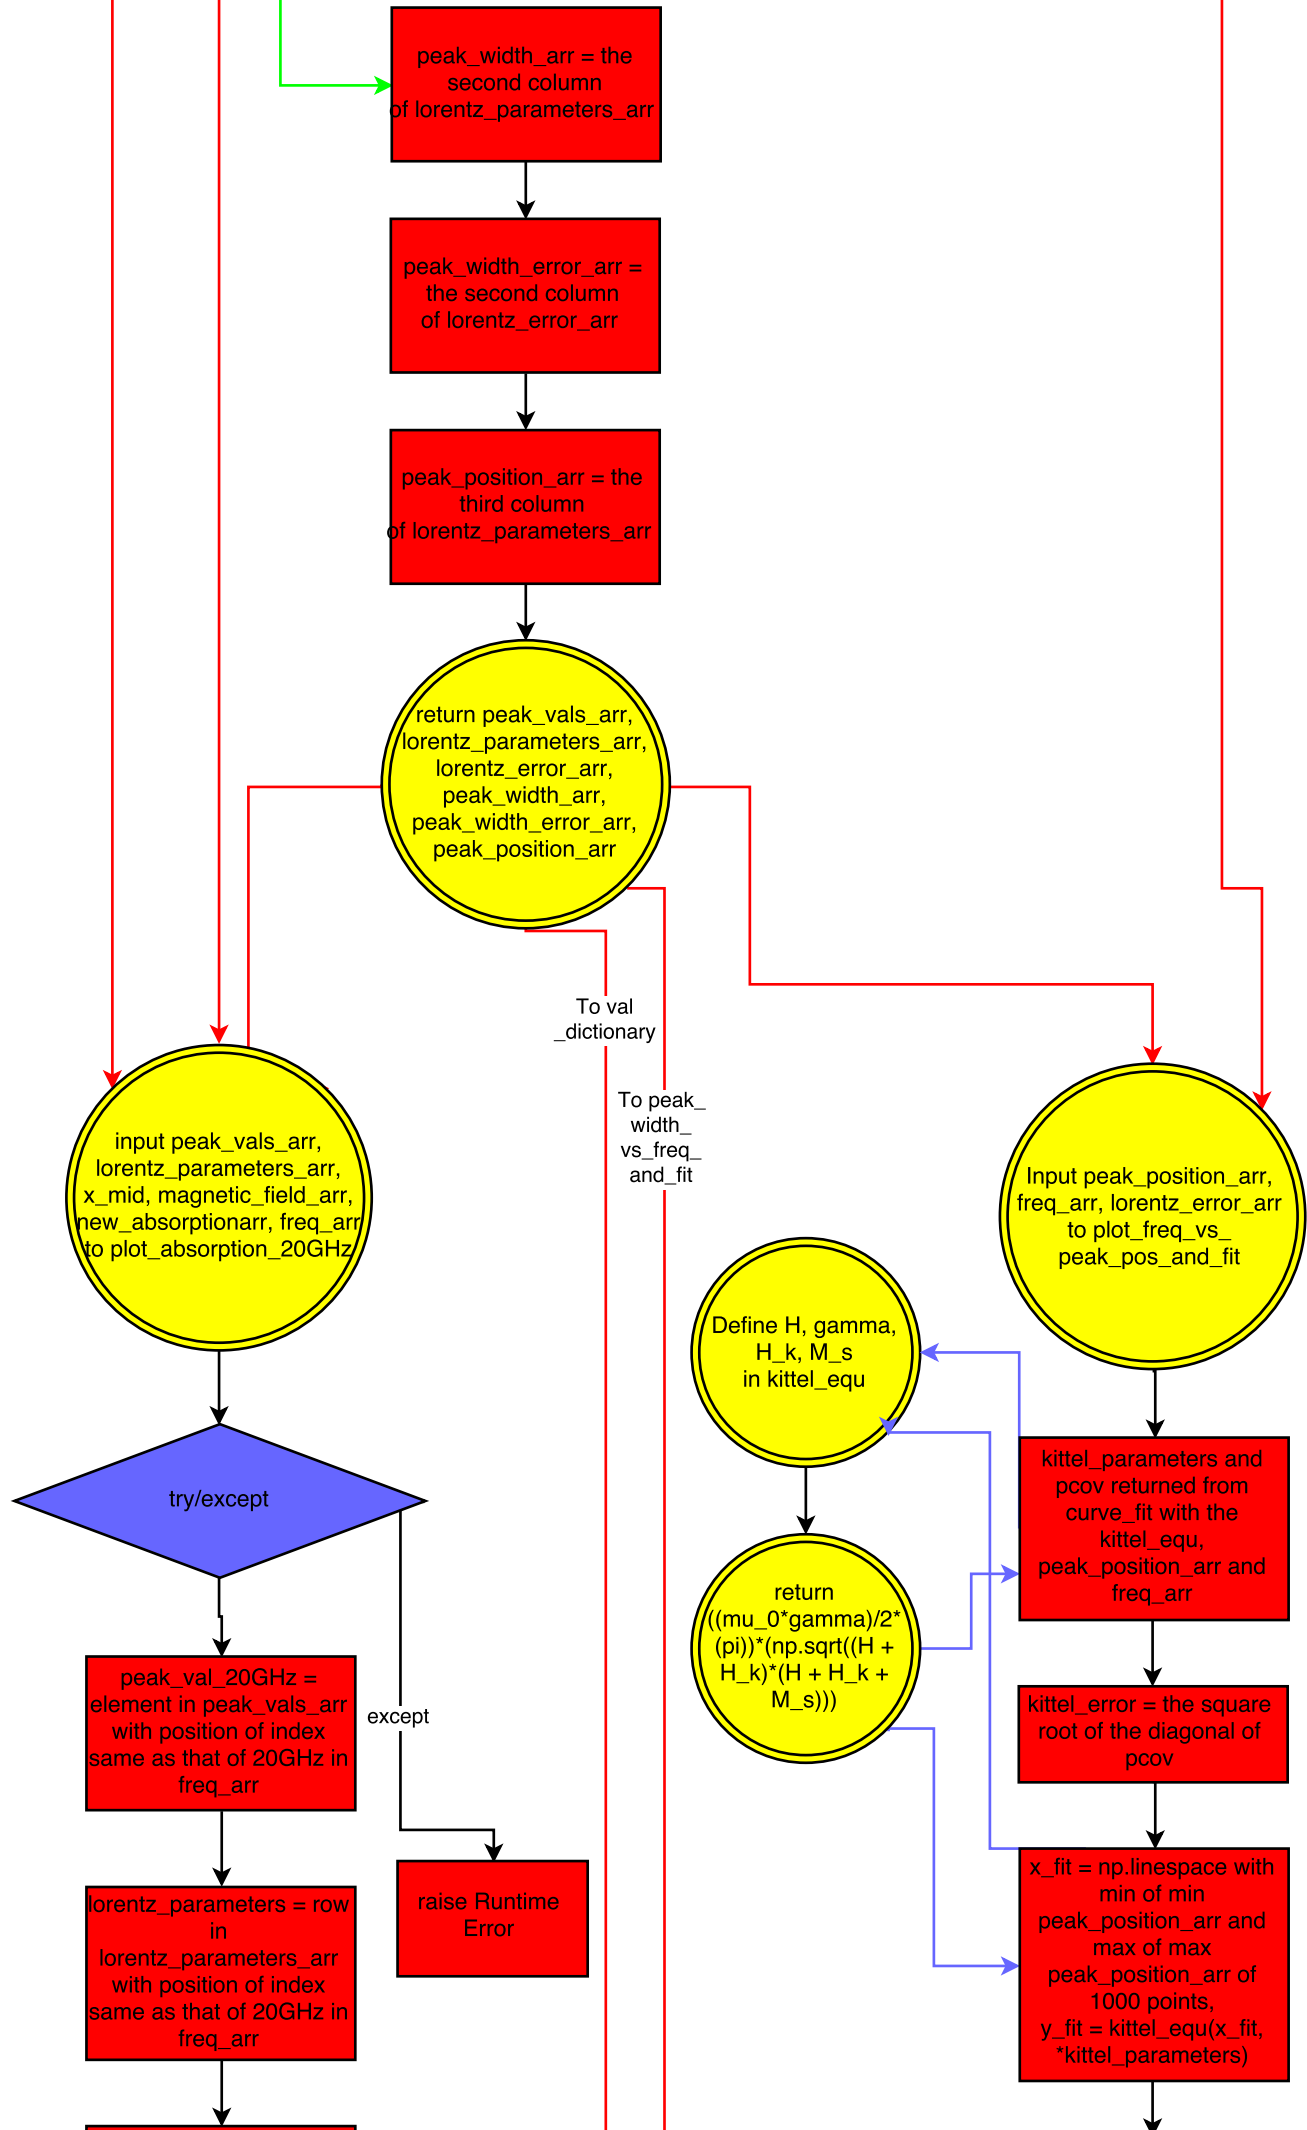 peak_width_arr = the
second column
of lorentz_parameters_arr
peak_width_error_arr =
the second column
of lorentz_error_arr
peak_position_arr = the
third column
of lorentz_parameters_arr
return peak_vals_arr,
lorentz_parameters_arr,
lorentz_error_arr,
peak_width_arr,
peak_width_error_arr,
peak_position_arr
To val
_dictionary
To peak_
width_
vs_freq_
and_fit
input peak_vals_arr,
lorentz_parameters_arr,
x_mid, magnetic_field_arr,
new_absorptionarr, freq_arr
to plot_absorption_20GHz
Input peak_position_arr,
freq_arr, lorentz_error_arr
to plot_freq_vs_
peak_pos_and_fit
Define H, gamma,
H_k, M_s
in kittel_equ
try/except
kittel_parameters and
pcov returned from
curve_fit with the
kittel_equ,
peak_position_arr and
freq_arr
return
((mu_0*gamma)/2*
(pi))*(np.sqrt((H +
H_k)*(H + H_k +
M_s)))
peak_val_20GHz =
element in peak_vals_arr
with position of index
same as that of 20GHz in
freq_arr
except
kittel_error = the square
root of the diagonal of
pcov
raise Runtime
Error
lorentz_parameters = row
in
lorentz_parameters_arr
with position of index
same as that of 20GHz in
freq_arr
x_fit = np.linespace with
min of min
peak_position_arr and
max of max
peak_position_arr of
1000 points,
y_fit = kittel_equ(x_fit,
*kittel_parameters)